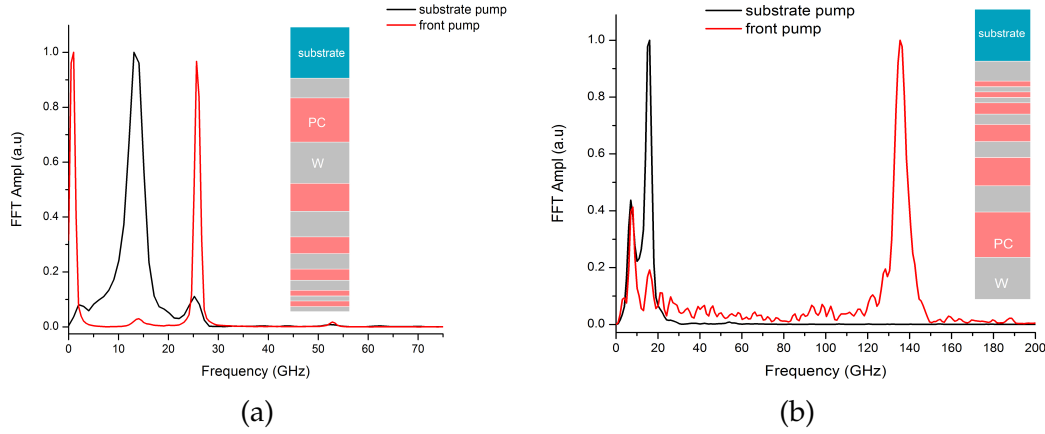 substrate pump
front pump
substrate
PC
W
1.0
0.8
0.6
0.4
0.2
0.0
FFT Ampl (a.u)
0 10 20 30 40 50 60 70
Frequency (GHz)
(a)
substrate pump
front pump
substrate
PC
W
1.0
0.8
0.6
0.4
0.2
0.0
FFT Ampl (a.u)
0 20 40 60 80 100 120 140 160 180 200
Frequency (GHz)
(b)